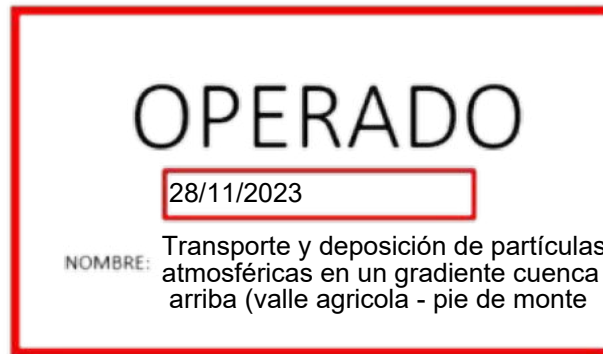 OPERADO
28/11/2023
NOMBRE: Transporte y deposición de partículas
atmosféricas en un gradiente cuenca
arriba (valle agricola - pie de monte